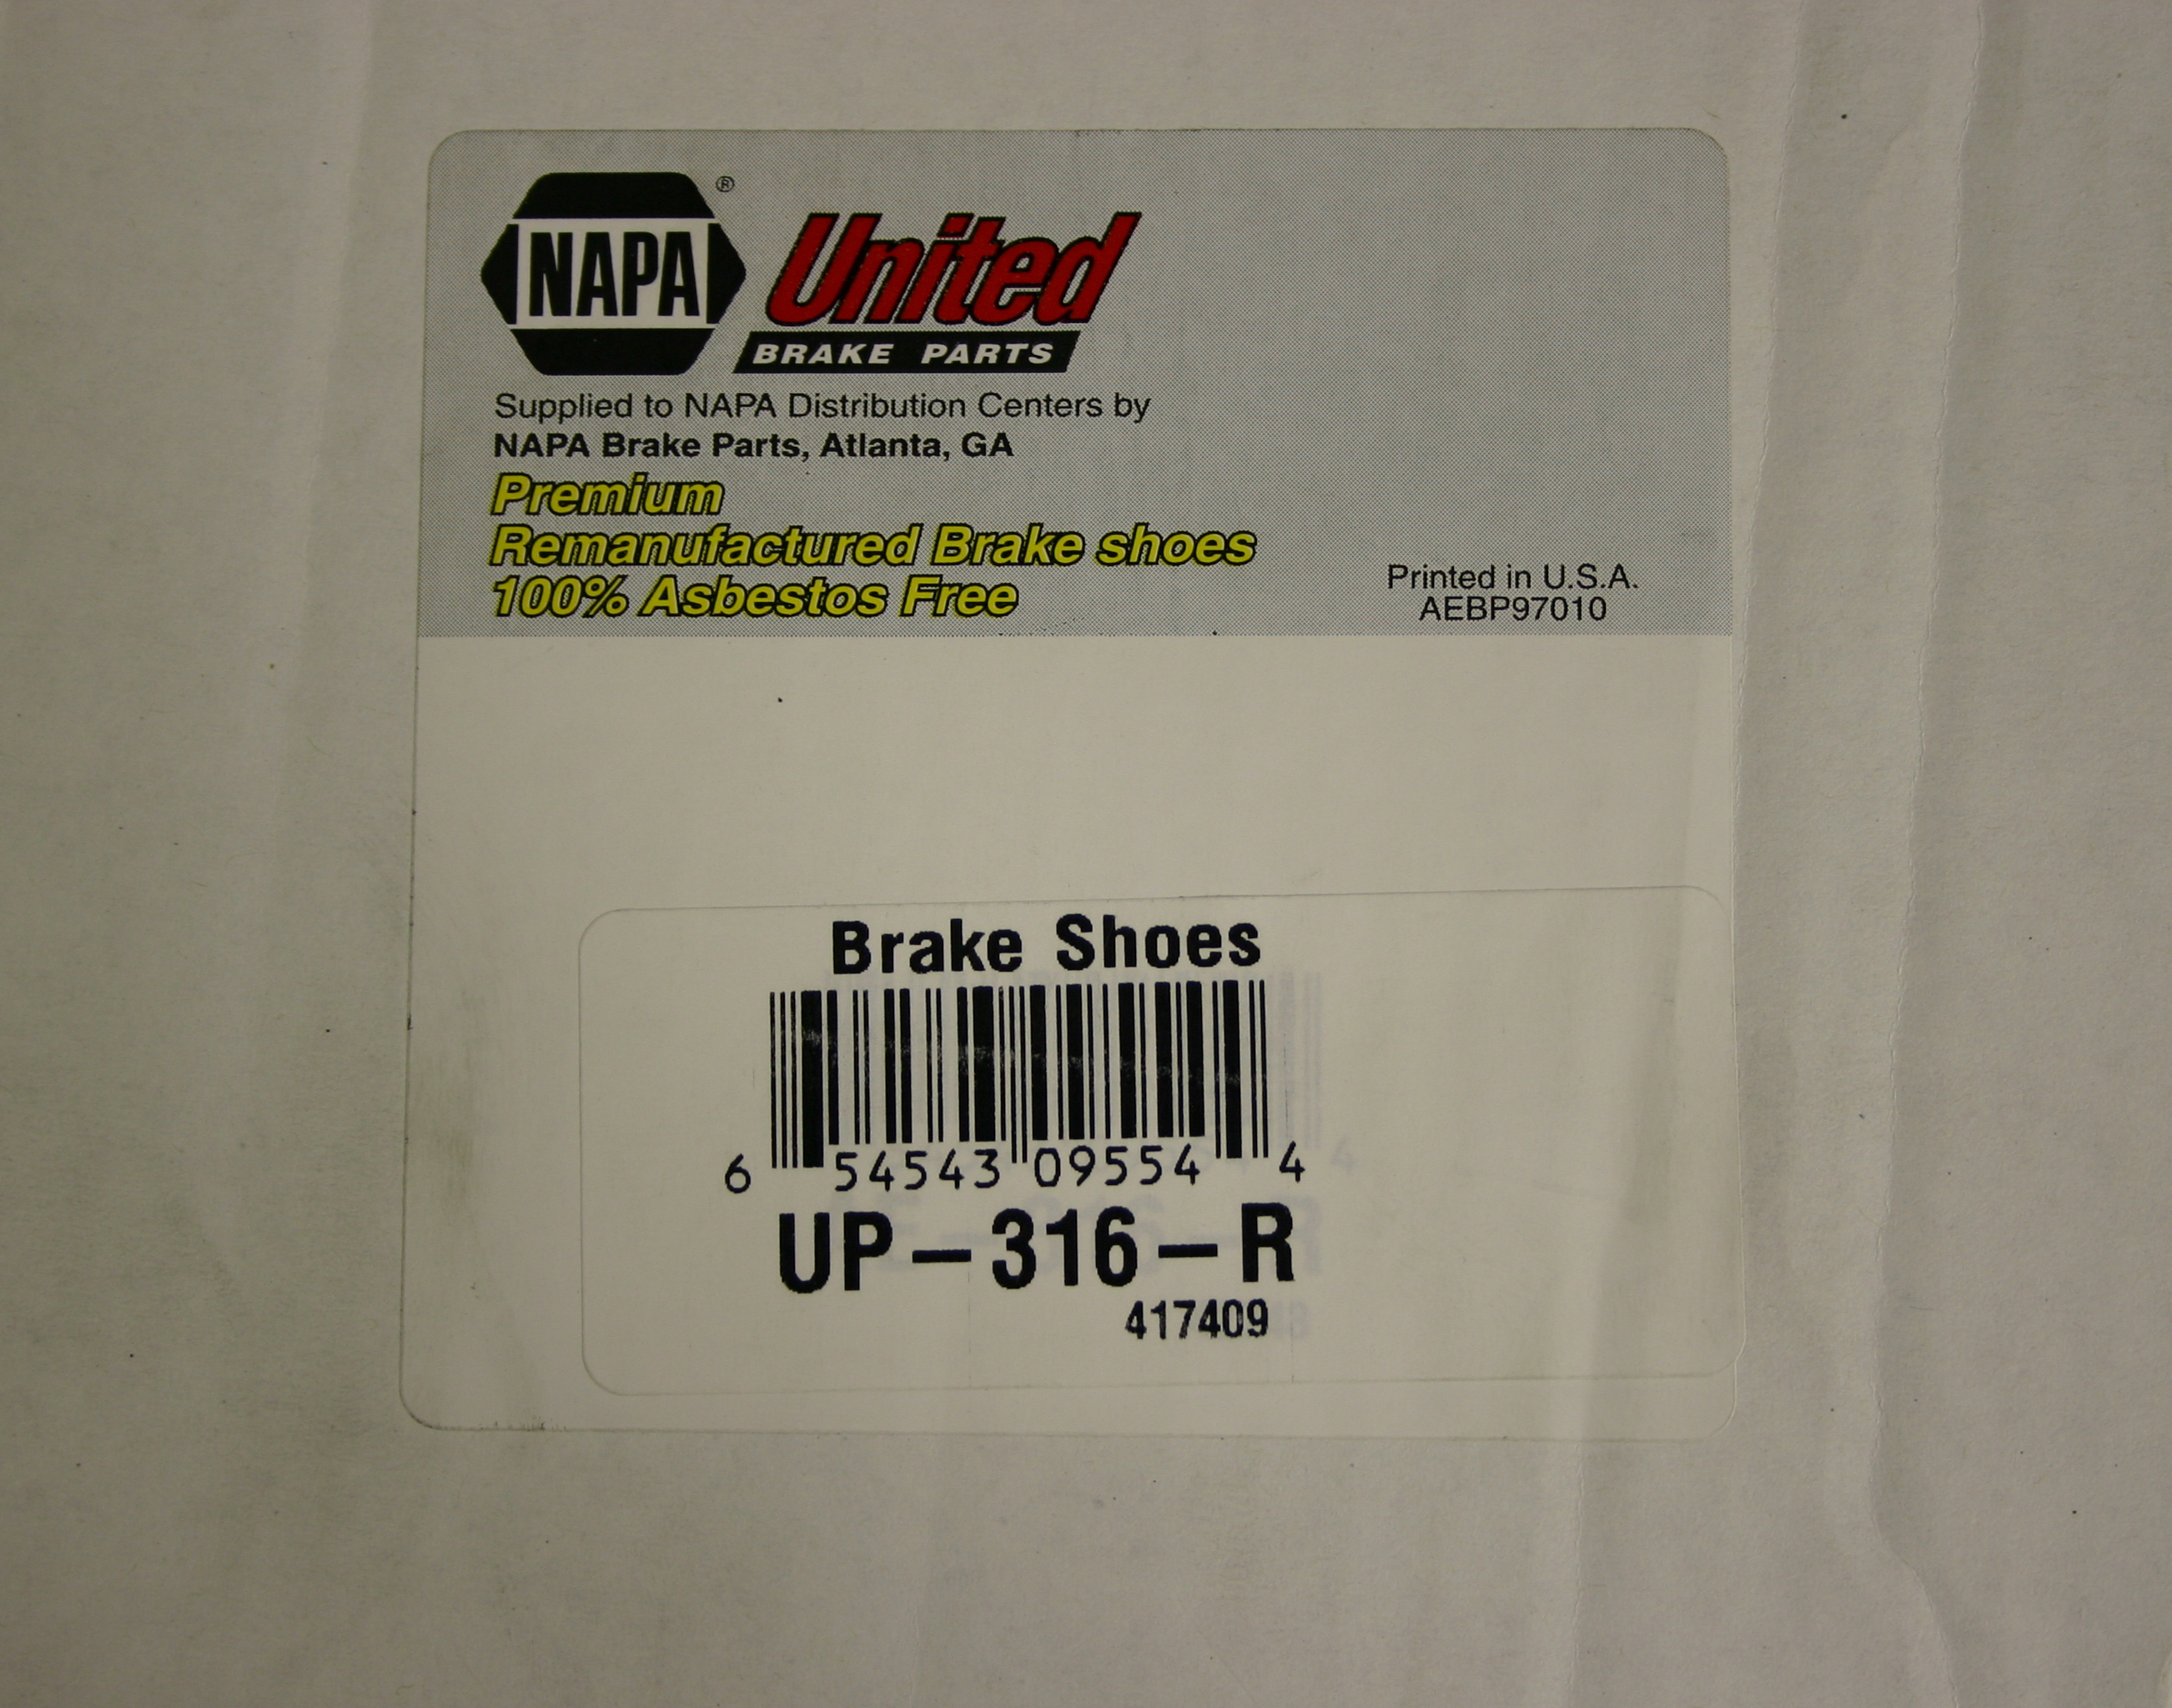 NAPA®
United
BRAKE PARTS
Supplied to NAPA Distribution Centers by
NAPA Brake Parts, Atlanta, GA
Premium
Remanufactured Brake shoes
100% Asbestos Free
Printed in U.S.A.
AEBP97010
Brake Shoes
6 54543 09554 4
UP-316-R
417409